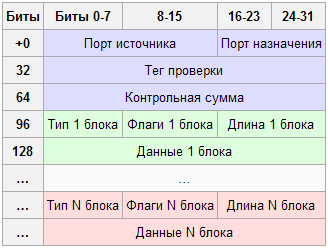 Биты Биты 0-7 8-15 16-23 24-31
+0 Порт источника Порт назначения
32 Тег проверки
64 Контрольная сумма
96 Тип 1 блока Флаги 1 блока Длина 1 блока
128 Данные 1 блока
... ...
... Тип N блока Флаги N блока Длина N блока
... Данные N блока